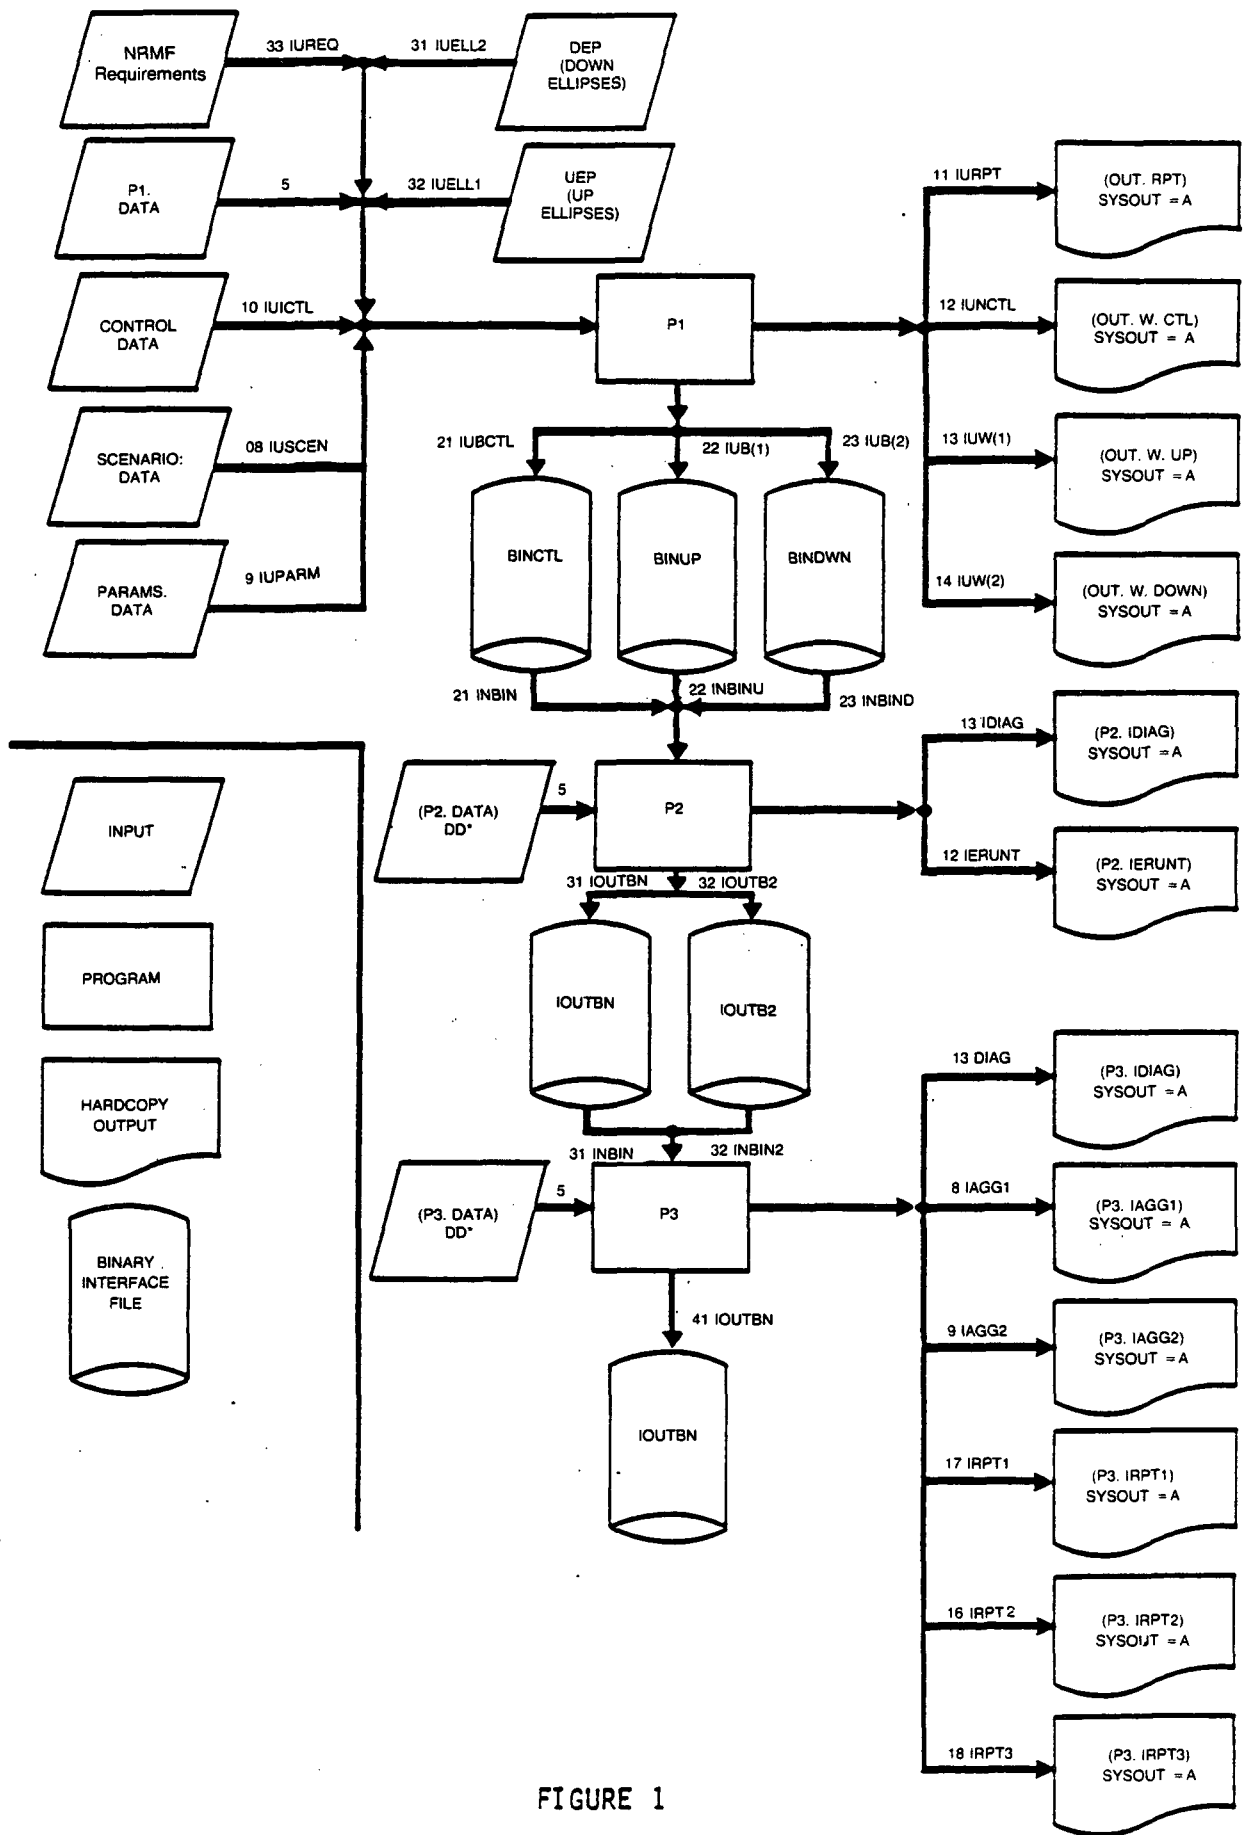 NRMF
Requirements
33 IUREQ
31 IUELL2
DEP
(DOWN
ELLIPSES)
P1.
DATA
5
32 IUELL1
UEP
(UP
ELLIPSES)
CONTROL
DATA
10 IUICTL
P1
SCENARIO:
DATA
08 IUSCEN
PARAMS.
DATA
9 IUPARM
11 IURPT
(OUT. RPT)
SYSOUT = A
12 IUNCTL
(OUT. W. CTL)
SYSOUT = A
13 IUW(1)
(OUT. W. UP)
SYSOUT = A
14 IUW(2)
(OUT. W. DOWN)
SYSOUT = A
21 IUBCTL
22 IUB(1)
23 IUB(2)
BINCTL
BINUP
BINDWN
21 INBIN
22 INBINU
23 INBIND
(P2. DATA)
DD*
5
P2
13 IDIAG
(P2. IDIAG)
SYSOUT = A
12 IERUNT
(P2. IERUNT)
SYSOUT = A
31 IOUTBN
32 IOUTB2
IOUTBN
IOUTB2
31 INBIN
32 INBIN2
(P3. DATA)
DD*
5
P3
13 DIAG
(P3. IDIAG)
SYSOUT = A
8 IAGG1
(P3. IAGG1)
SYSOUT = A
9 IAGG2
(P3. IAGG2)
SYSOUT = A
17 IRPT1
(P3. IRPT1)
SYSOUT = A
16 IRPT2
(P3. IRPT2)
SYSOUT = A
18 IRPT3
(P3. IRPT3)
SYSOUT = A
41 IOUTBN
IOUTBN
INPUT
PROGRAM
HARDCOPY
OUTPUT
BINARY
INTERFACE
FILE
FIGURE 1